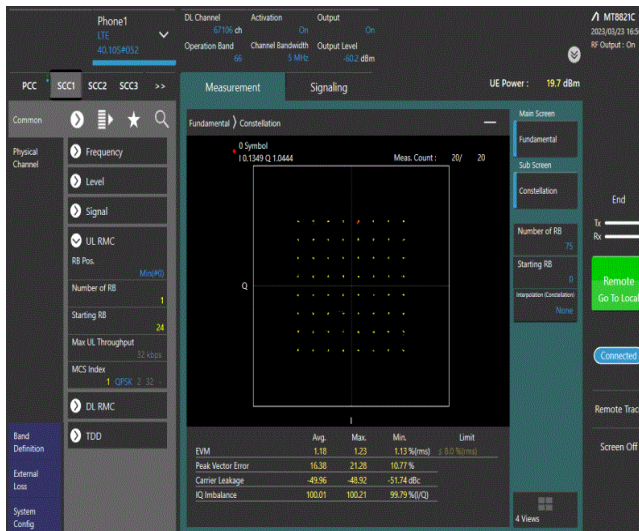 Phone1
LTE
40.10S#052
DL Channel
67106 ch
Activation
On
Output
On
Operation Band
66
Channel Bandwidth
5 MHz
Output Level
-60.2 dBm
MT8821C
2023/03/23 16:5
RF Output : On
PCC
SCC1
SCC2
SCC3
>>
Measurement
Signaling
UE Power : 19.7 dBm
Common
Physical
Channel
Frequency
Level
Signal
UL RMC
RB Pos.
Min(#0)
Number of RB
1
Starting RB
24
Max UL Throughput
32 kbps
MCS Index
1 QPSK 2 32 -
DL RMC
TDD
Band
Definition
External
Loss
System
Config
Fundamental 〉 Constellation
0 Symbol
I 0.1349 Q 1.0444
Meas. Count : 20/ 20
Q
I
Avg. Max. Min. Limit
EVM 1.18 1.23 1.13 %(rms) ≤ 8.0 %(rms)
Peak Vector Error 16.38 21.28 10.77 %
Carrier Leakage -49.96 -48.92 -51.74 dBc
IQ Imbalance 100.01 100.21 99.79 %(I/Q)
Main Screen
Fundamental
Sub Screen
Constellation
Number of RB
75
Starting RB
0
Interpolation (Constellation)
None
4 Views
End
Tx
Rx
Remote
Go To Local
Connected
Remote Trac
Screen Off